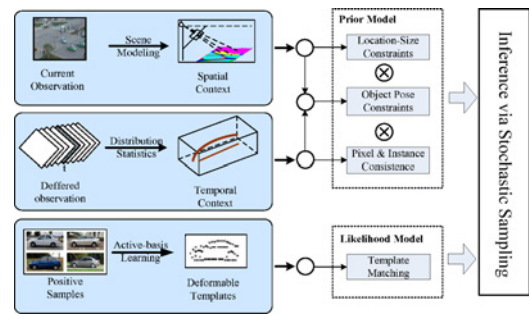 Scene
Modeling
Current
Observation
Spatial
Context
Distribution
Statistics
Deffered
observation
t
Temporal
Context
Active-basis
Learning
Positive
Samples
Deformable
Templates
Prior Model
Location-Size
Constraints
Object Pose
Constraints
Pixel & Instance
Consistence
Likelihood Model
Template
Matching
Inference via
Stochastic Sampling